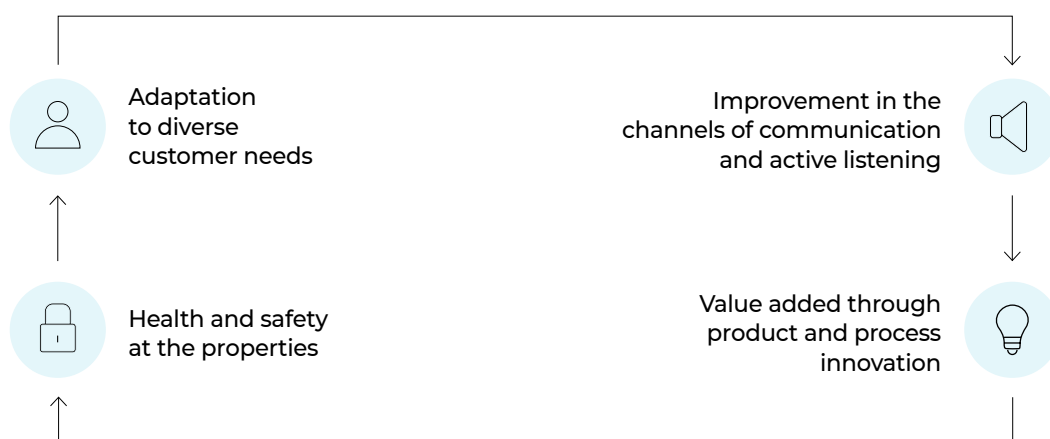 Adaptation
to diverse
customer needs
Improvement in the
channels of communication
and active listening
Health and safety
at the properties
Value added through
product and process
innovation